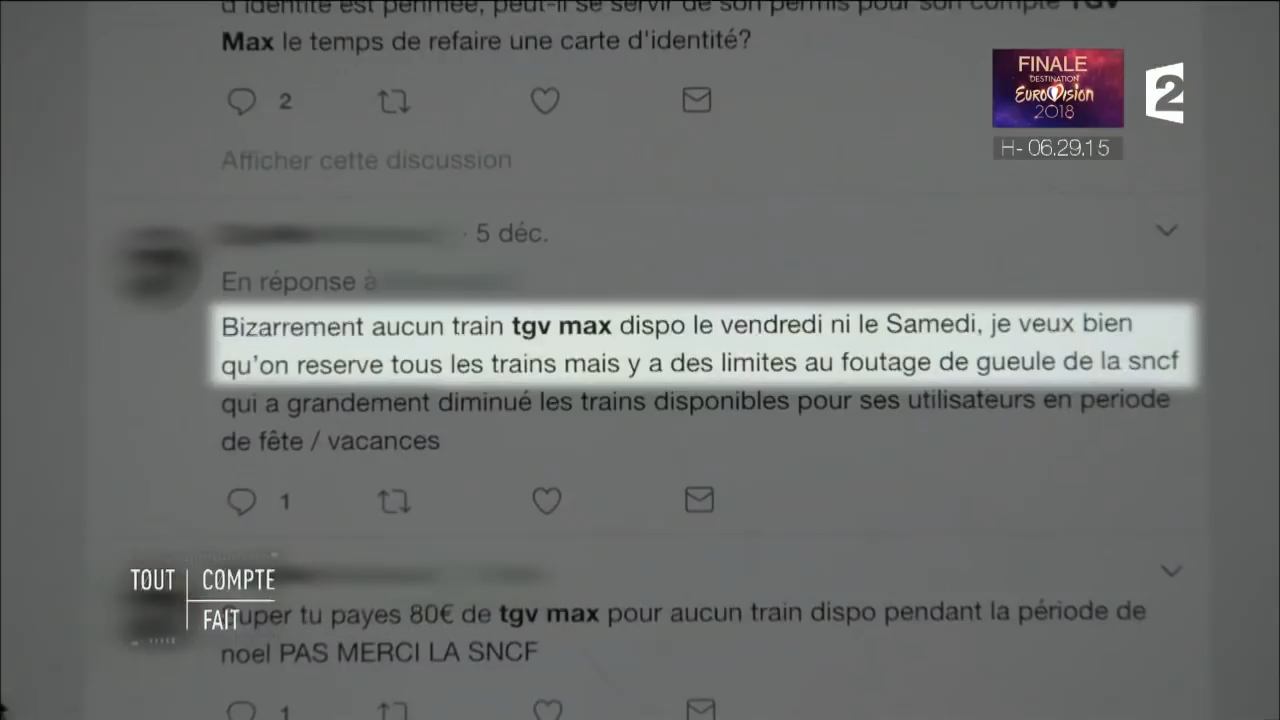 d'identité est périmée, peut-il se servir de son permis pour son compte TGV
Max le temps de refaire une carte d'identité?
2
Afficher cette discussion
FINALE
DESTINATION
EUROVISION
2018
2
H- 06.29.15
· 5 déc.
En réponse à
Bizarrement aucun train tgv max dispo le vendredi ni le Samedi, je veux bien
qu'on reserve tous les trains mais y a des limites au foutage de gueule de la sncf
qui a grandement diminué les trains disponibles pour ses utilisateurs en periode
de fête / vacances
1
TOUT COMPTE
FAIT
Super tu payes 80€ de tgv max pour aucun train dispo pendant la période de
noel PAS MERCI LA SNCF
1